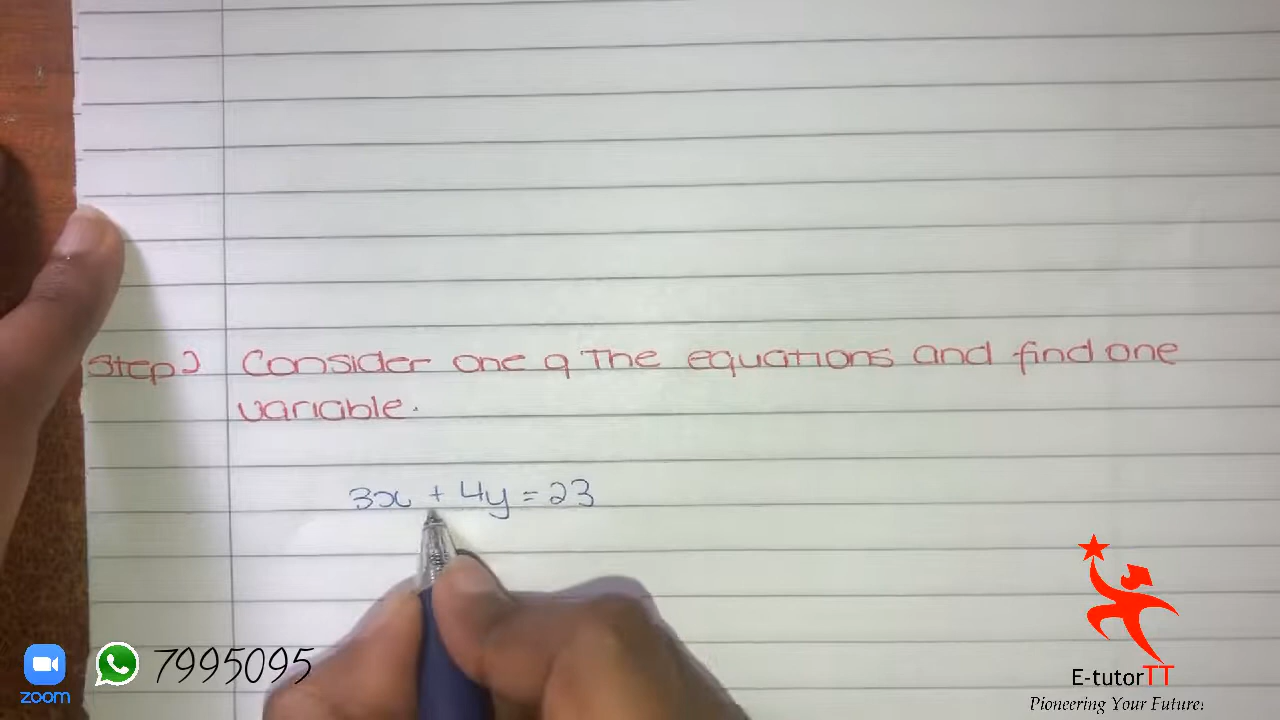 Step 2 Consider one of the equations and find one
variable.
3x + 4y = 23
zoom
7995095
E-tutorTT
Pioneering Your Future!